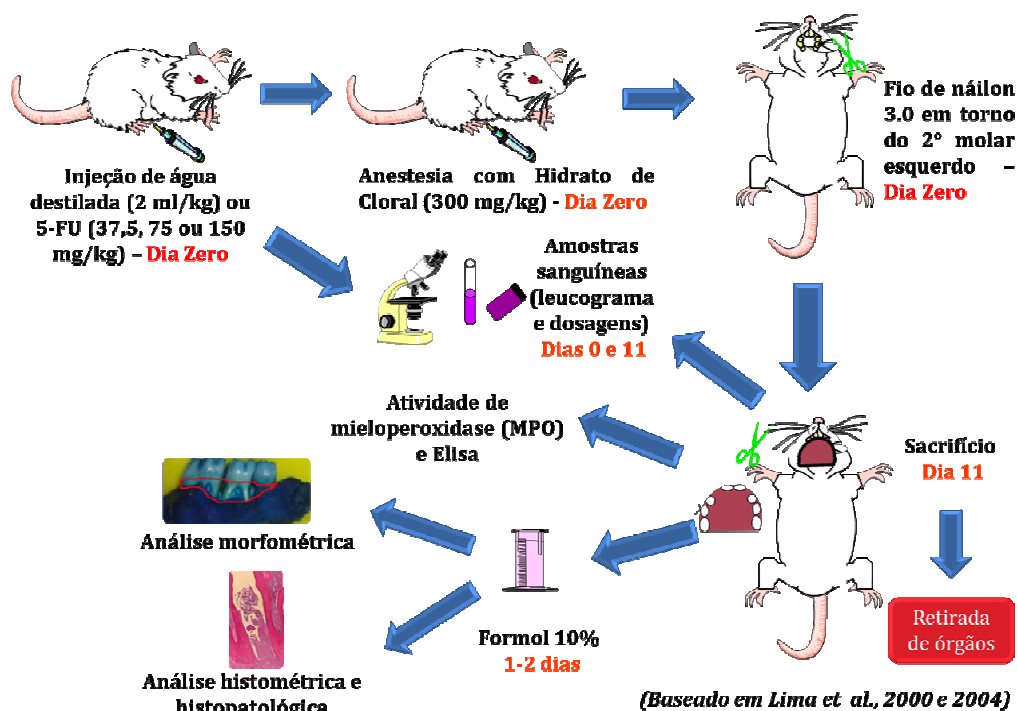 Injeção de água
destilada (2 ml/kg) ou
5-FU (37,5, 75 ou 150
mg/kg) – Dia Zero
Anestesia com Hidrato de
Cloral (300 mg/kg) - Dia Zero
Fio de náilon
3.0 em torno
do 2° molar
esquerdo –
Dia Zero
Amostras
sanguíneas
(leucograma
e dosagens)
Dias 0 e 11
Atividade de
mieloperoxidase (MPO)
e Elisa
Sacrifício
Dia 11
Análise morfométrica
Formol 10%
1-2 dias
Retirada
de órgãos
Análise histométrica e
histopatológica
(Baseado em Lima et al., 2000 e 2004)